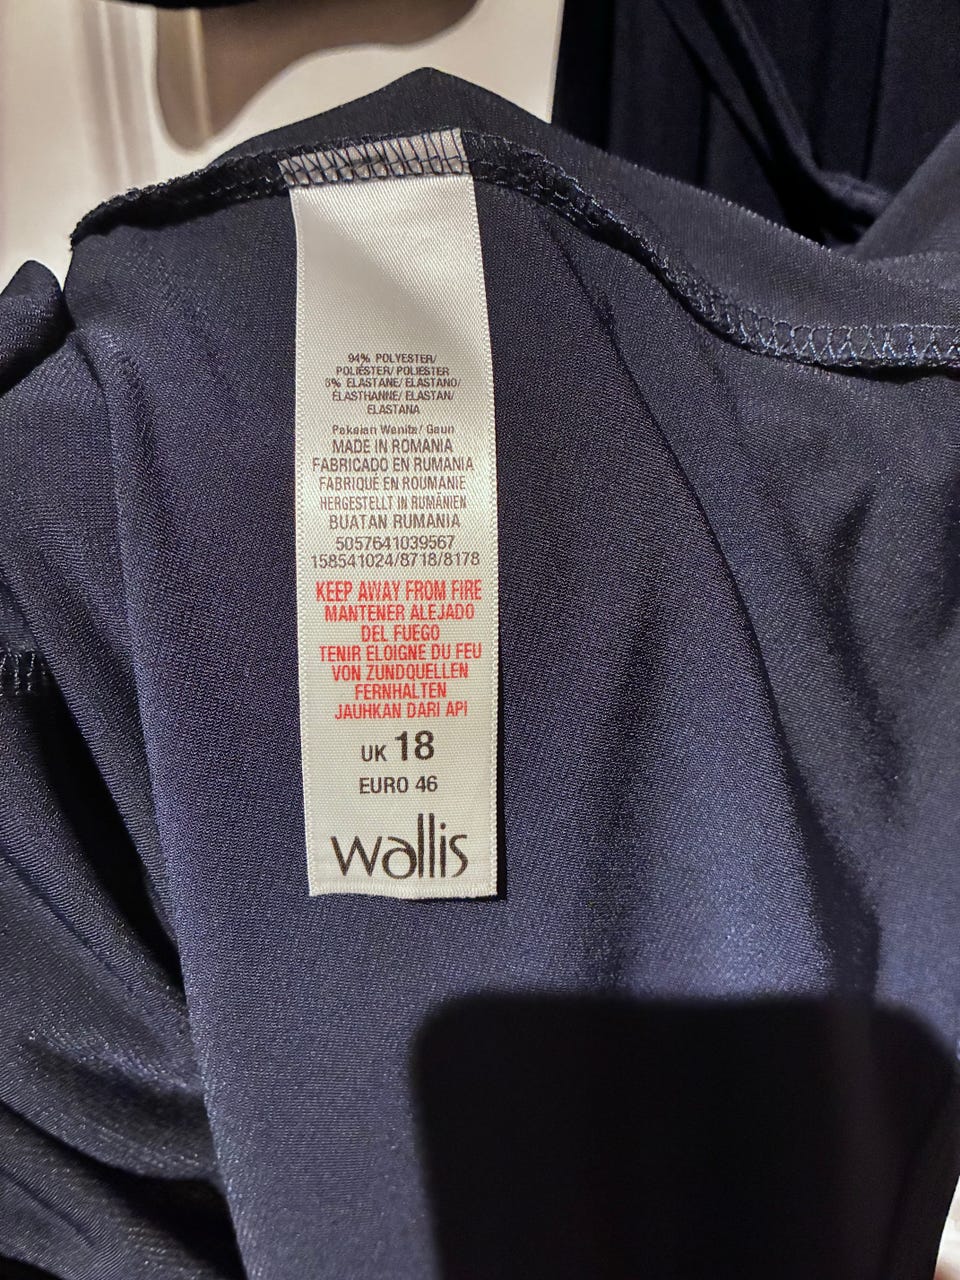 94% POLYESTER/
POLIÉSTER/ POLIESTER
6% ELASTANE/ ELASTANO/
ÉLASTHANNE/ ELASTAN/
ELASTANA
Pakaian Wanita/ Gaun
MADE IN ROMANIA
FABRICADO EN RUMANIA
FABRIQUÉ EN ROUMANIE
HERGESTELLT IN RUMÄNIEN
BUATAN RUMANIA
5057641039567
158541024/8718/8178
KEEP AWAY FROM FIRE
MANTENER ALEJADO
DEL FUEGO
TENIR ELOIGNE DU FEU
VON ZUNDQUELLEN
FERNHALTEN
JAUHKAN DARI API
UK 18
EURO 46
wallis